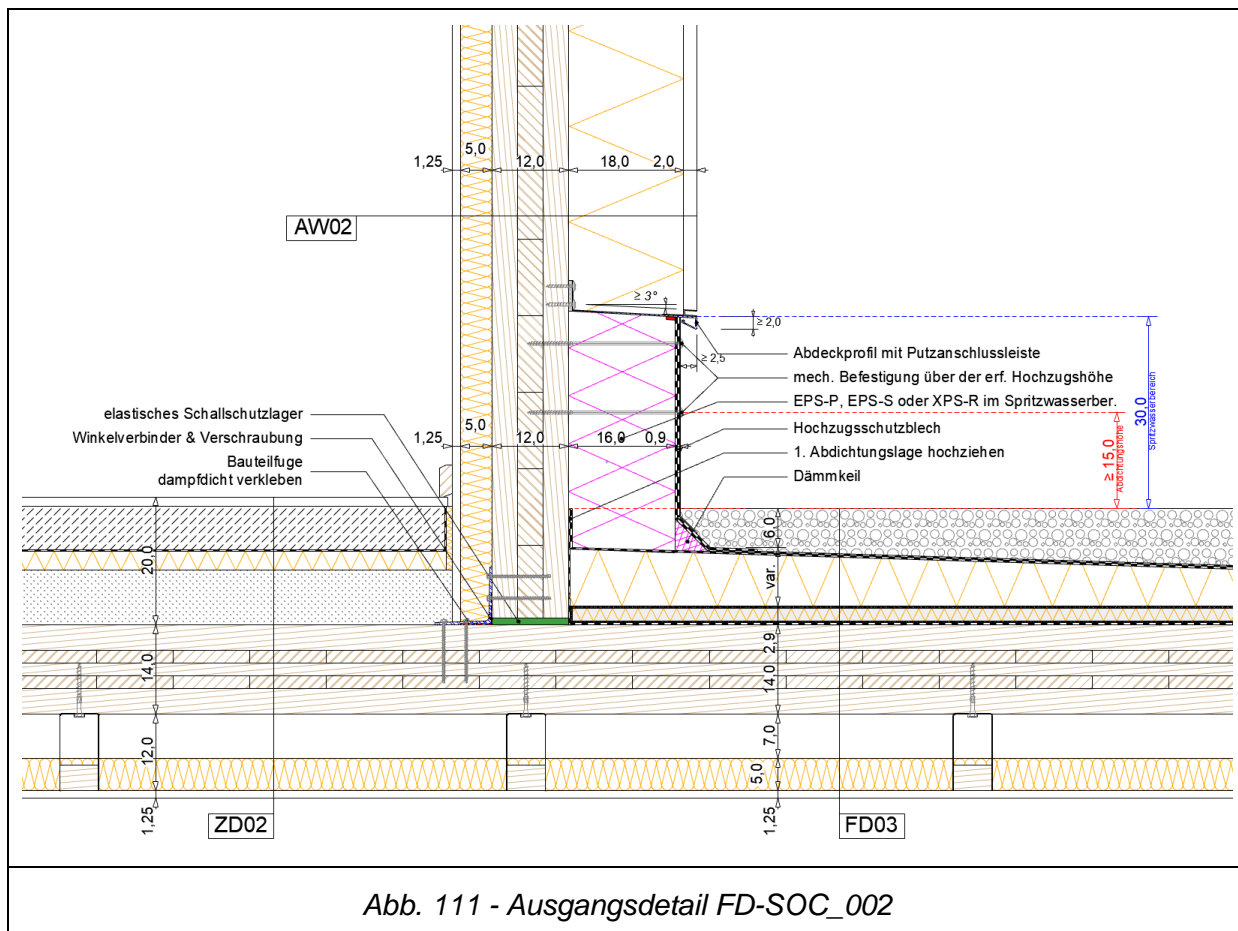 1,25
5,0
12,0
18,0
2,0
AW02
≥ 3°
≥ 2,0
≥ 2,5
Abdeckprofil mit Putzanschlussleiste
mech. Befestigung über der erf. Hochzugshöhe
EPS-P, EPS-S oder XPS-R im Spritzwasserber.
Hochzugsschutzblech
1. Abdichtungslage hochziehen
Dämmkeil
30,0
Spritzwasserbereich
≥ 15,0
Abdichtungshöhe
elastisches Schallschutzlager
Winkelverbinder & Verschraubung
Bauteilfuge
dampfdicht verkleben
1,25
5,0
12,0
16,0
0,9
20,0
14,0
12,0
1,25
6,0
var.
2,9
14,0
7,0
5,0
1,25
ZD02
FD03
Abb. 111 - Ausgangsdetail FD-SOC_002